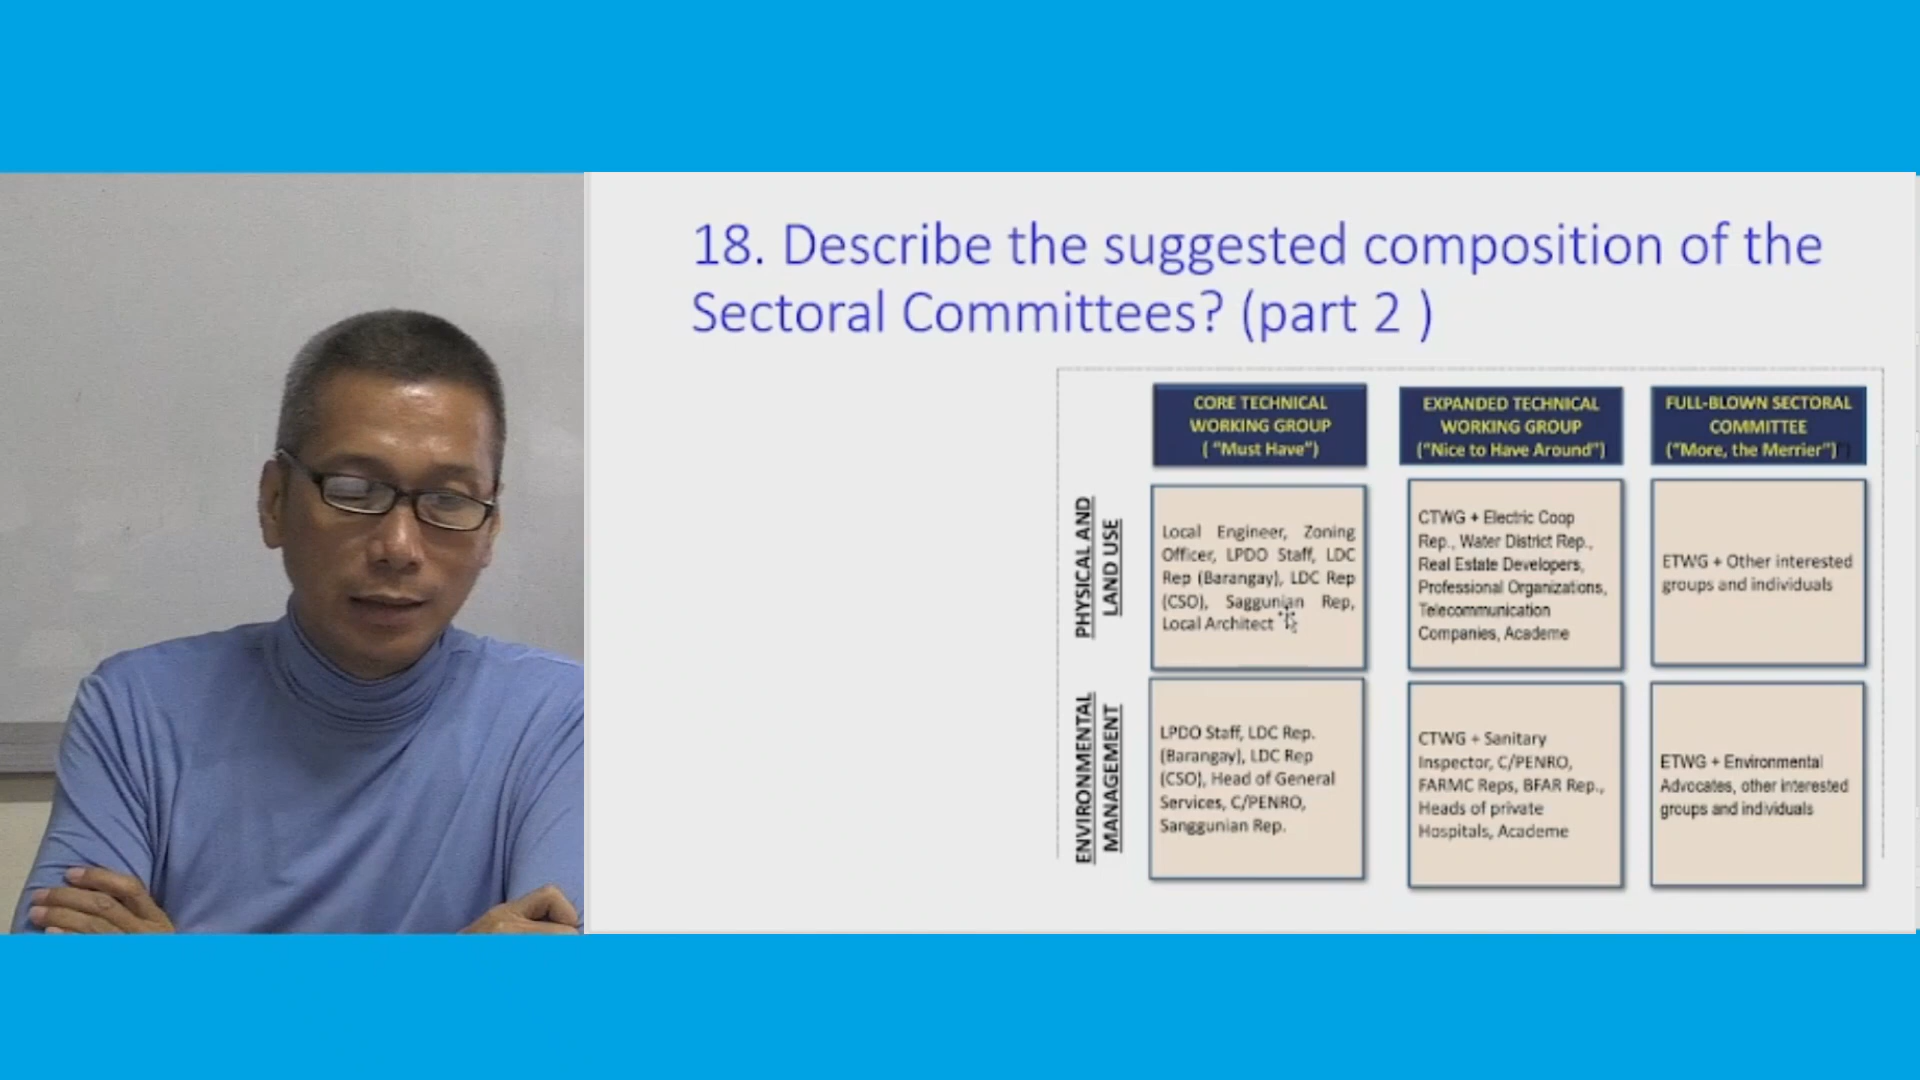 18. Describe the suggested composition of the
Sectoral Committees? (part 2 )
CORE TECHNICAL
WORKING GROUP
( "Must Have")
EXPANDED TECHNICAL
WORKING GROUP
("Nice to Have Around")
FULL-BLOWN SECTORAL
COMMITTEE
("More, the Merrier")
PHYSICAL AND
LAND USE
Local Engineer, Zoning
Officer, LPDO Staff, LDC
Rep (Barangay), LDC Rep
(CSO), Saggunian Rep,
Local Architect
CTWG + Electric Coop
Rep., Water District Rep.,
Real Estate Developers,
Professional Organizations,
Telecommunication
Companies, Academe
ETWG + Other interested
groups and individuals
ENVIRONMENTAL
MANAGEMENT
LPDO Staff, LDC Rep.
(Barangay), LDC Rep
(CSO), Head of General
Services, C/PENRO,
Sanggunian Rep.
CTWG + Sanitary
Inspector, C/PENRO,
FARMC Reps, BFAR Rep.,
Heads of private
Hospitals, Academe
ETWG + Environmental
Advocates, other interested
groups and individuals